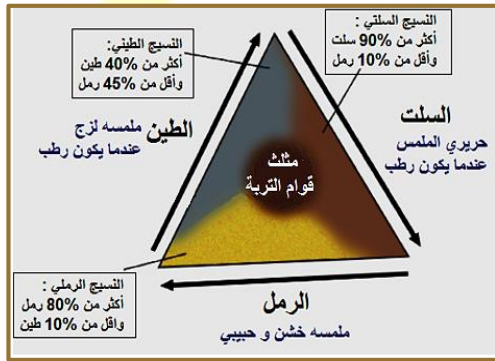 النسيج السلتي :
أكثر من 90% سلت
وأقل من 10% رمل
النسيج الطيني:
أكثر من 40% طين
وأقل من 45% رمل
السلت
حريري الملمس
عندما يكون رطب
الطين
ملمسه لزج
عندما يكون رطب
مثلث
قوام التربة
النسيج الرملي :
أكثر من 80% رمل
واقل من 10% طين
الرمل
ملمسه خشن و حبيبي